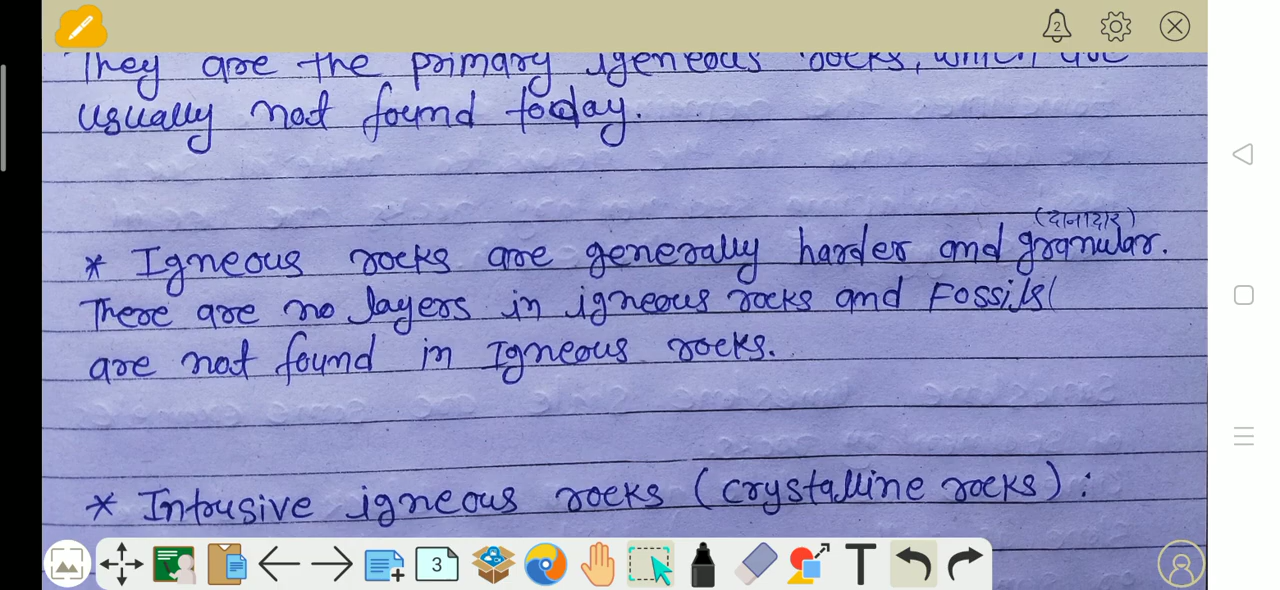 They are the primary igeneous rocks, which are
usually not found today.
(दानादार)
* Igneous rocks are generally harder and granular.
There are no layers in igneous rocks and Fossils(
are not found in Igneous rocks.
* Intrusive igneous rocks (crystalline rocks):
2
3
T